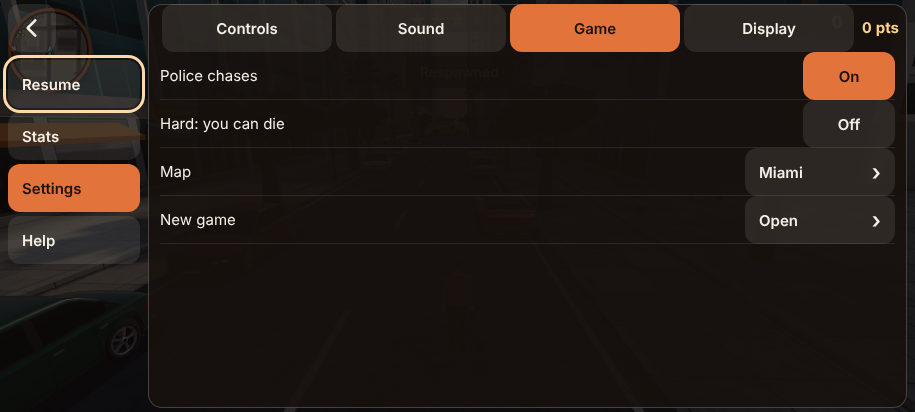 Controls
Sound
Game
Display
0 pts
Resume
Stats
Settings
Help
Police chases
On
Hard: you can die
Off
Map
Miami
New game
Open